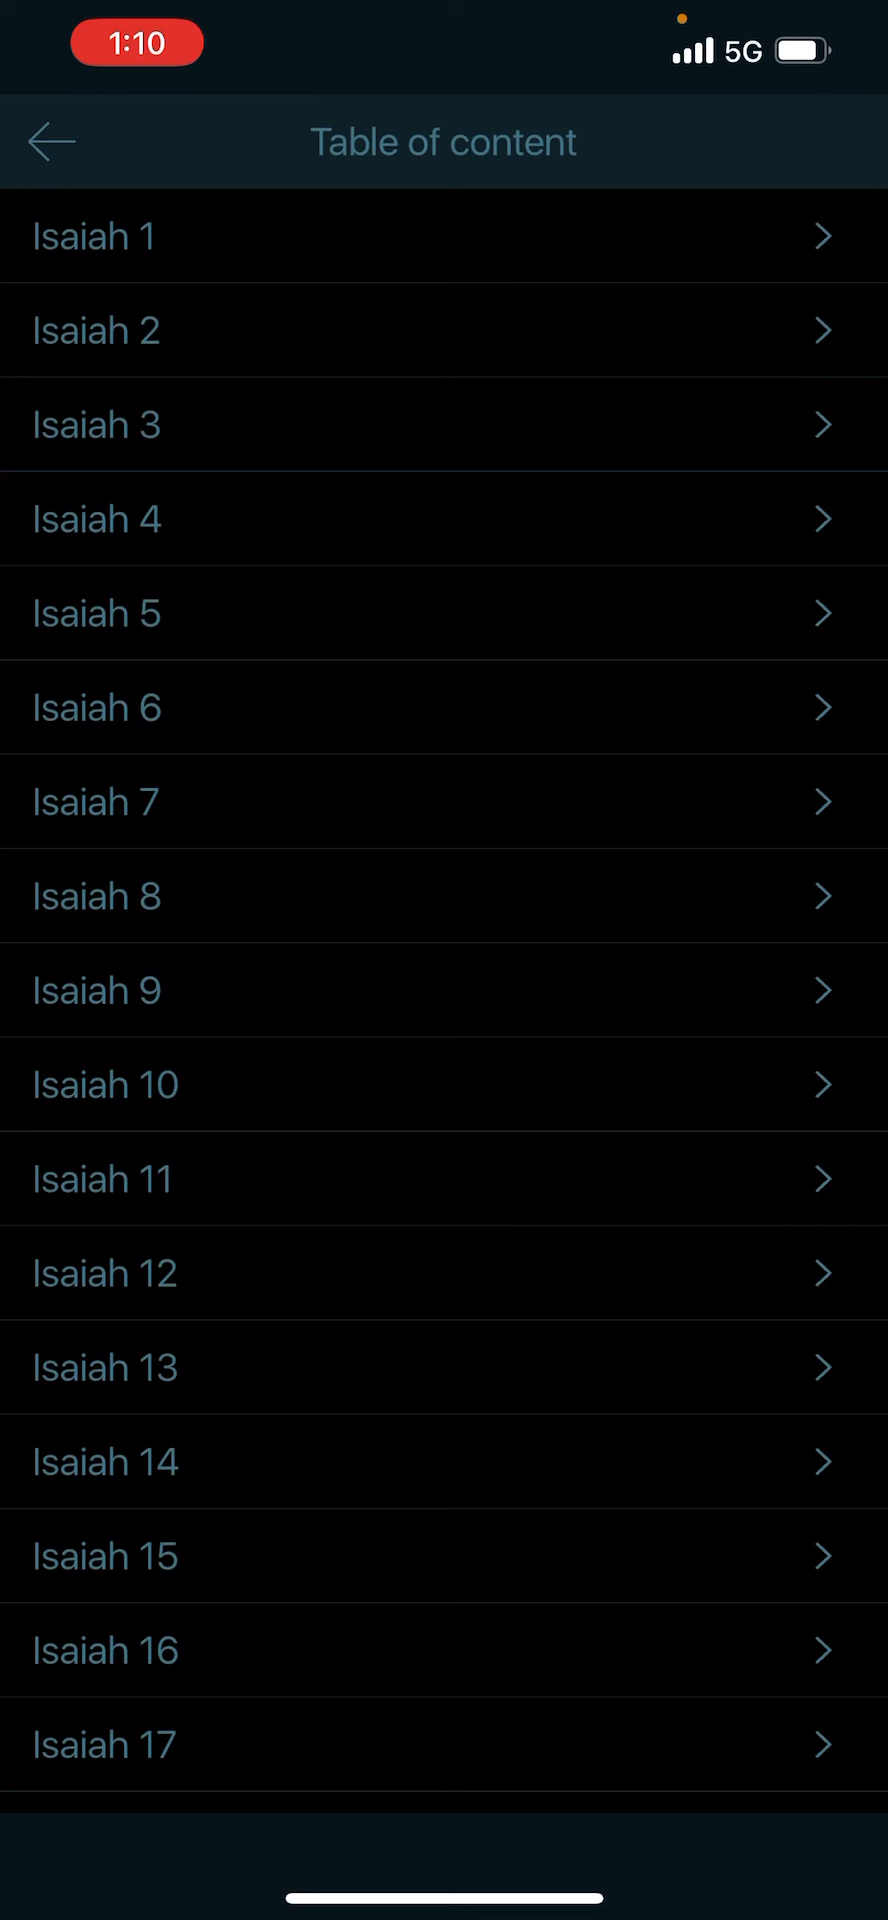 1:10
5G
Table of content
Isaiah 1
Isaiah 2
Isaiah 3
Isaiah 4
Isaiah 5
Isaiah 6
Isaiah 7
Isaiah 8
Isaiah 9
Isaiah 10
Isaiah 11
Isaiah 12
Isaiah 13
Isaiah 14
Isaiah 15
Isaiah 16
Isaiah 17